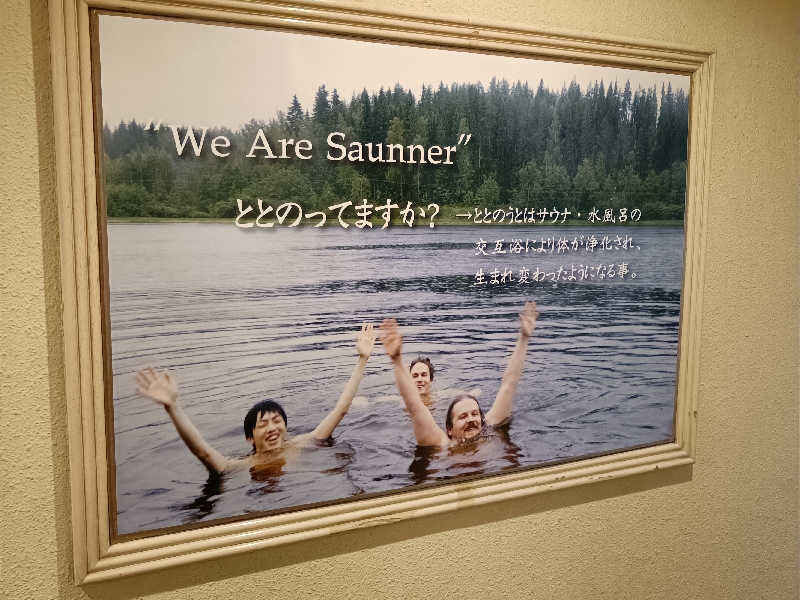 “We Are Saunner”
ととのってますか?
→ととのうとはサウナ・水風呂の
交互浴により体が浄化され、
生まれ変わったようになる事。